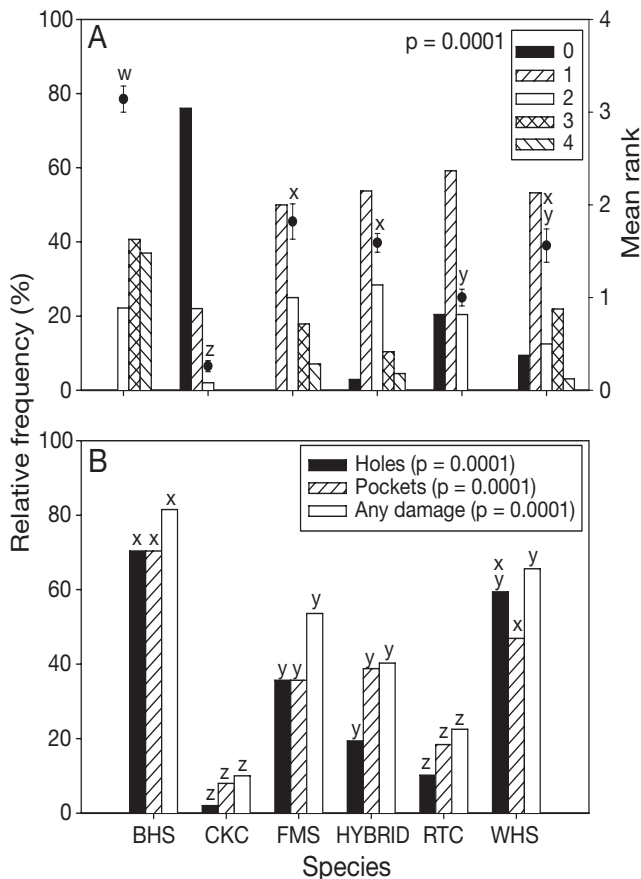 A
p = 0.0001
0
1
2
3
4
100
80
60
40
20
0
4
3
2
1
0
Mean rank
w
z
x
x
y
x
y
Relative frequency (%)
B
Holes (p = 0.0001)
Pockets (p = 0.0001)
Any damage (p = 0.0001)
100
80
60
40
20
0
x x x
z z z
y y y
y y y
z z z
x
y x y
BHS CKC FMS HYBRID RTC WHS
Species